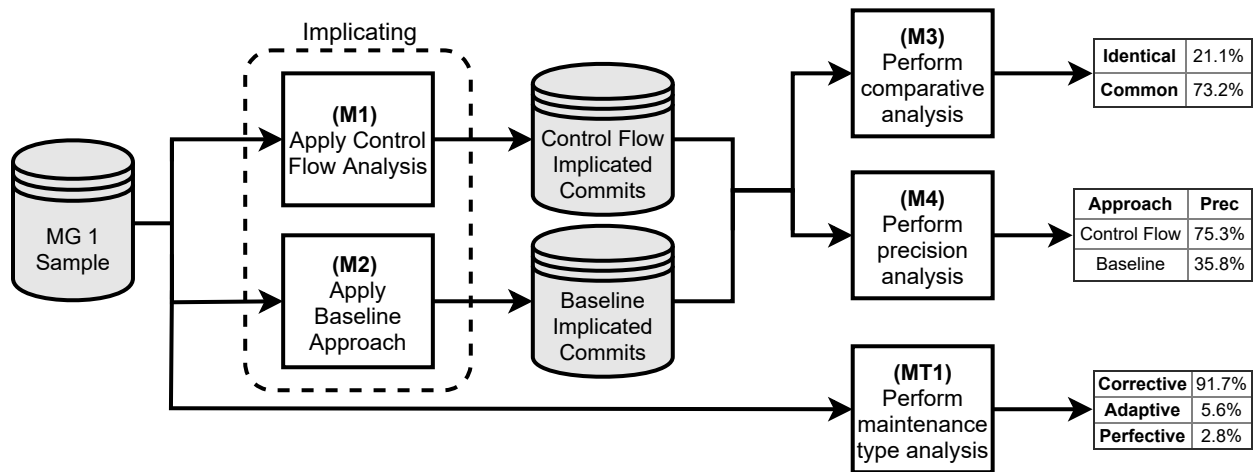 Implicating
MG 1
Sample
(M1)
Apply Control
Flow Analysis
(M2)
Apply
Baseline
Approach
Control Flow
Implicated
Commits
Baseline
Implicated
Commits
(M3)
Perform
comparative
analysis
Identical 21.1%
Common 73.2%
(M4)
Perform
precision
analysis
Approach Prec
Control Flow 75.3%
Baseline 35.8%
(MT1)
Perform
maintenance
type analysis
Corrective 91.7%
Adaptive 5.6%
Perfective 2.8%